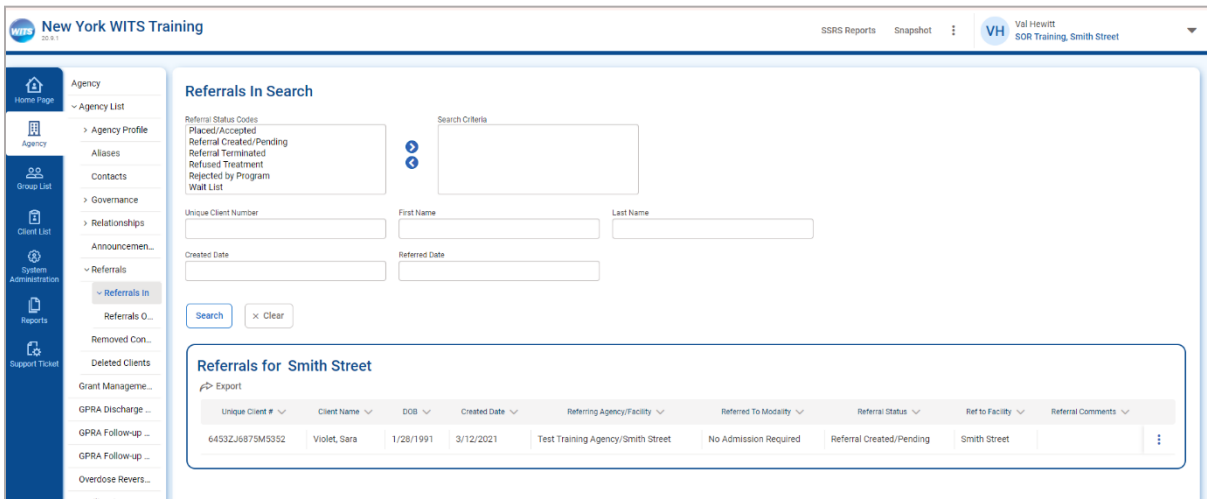 WITS
New York WITS Training
20.9.1
SSRS Reports
Snapshot
VH
Val Hewitt
SOR Training, Smith Street
Home Page
Agency
Group List
Client List
System
Administration
Reports
Support Ticket
Agency
Agency List
Agency Profile
Aliases
Contacts
Governance
Relationships
Announcemen...
Referrals
Referrals In
Referrals O...
Removed Con...
Deleted Clients
Grant Manageme...
GPRA Discharge ...
GPRA Follow-up ...
GPRA Follow-up ...
Overdose Revers...
Referrals In Search
Referral Status Codes
Placed/Accepted
Referral Created/Pending
Referral Terminated
Refused Treatment
Rejected by Program
Wait List
Search Criteria
Unique Client Number
First Name
Last Name
Created Date
Referred Date
Search
× Clear
Referrals for Smith Street
Export
Unique Client # Client Name DOB Created Date Referring Agency/Facility Referred To Modality Referral Status Ref to Facility Referral Comments
6453ZJ6875M5352 Violet, Sara 1/28/1991 3/12/2021 Test Training Agency/Smith Street No Admission Required Referral Created/Pending Smith Street